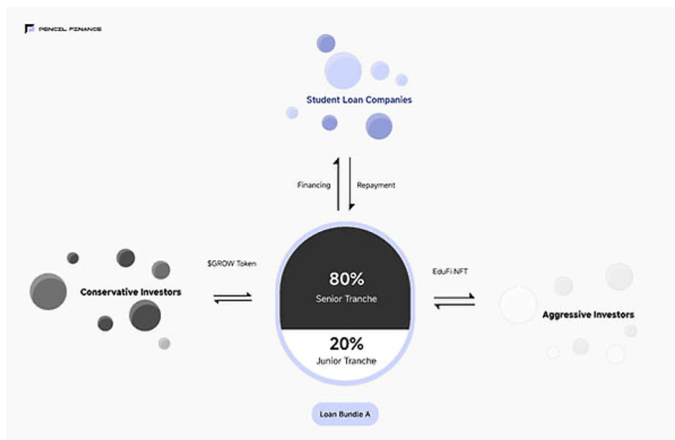 PENCIL FINANCE
Student Loan Companies
Financing
Repayment
$GROW Token
Conservative Investors
80%
Senior Tranche
20%
Junior Tranche
EduFi NFT
Aggressive Investors
Loan Bundle A